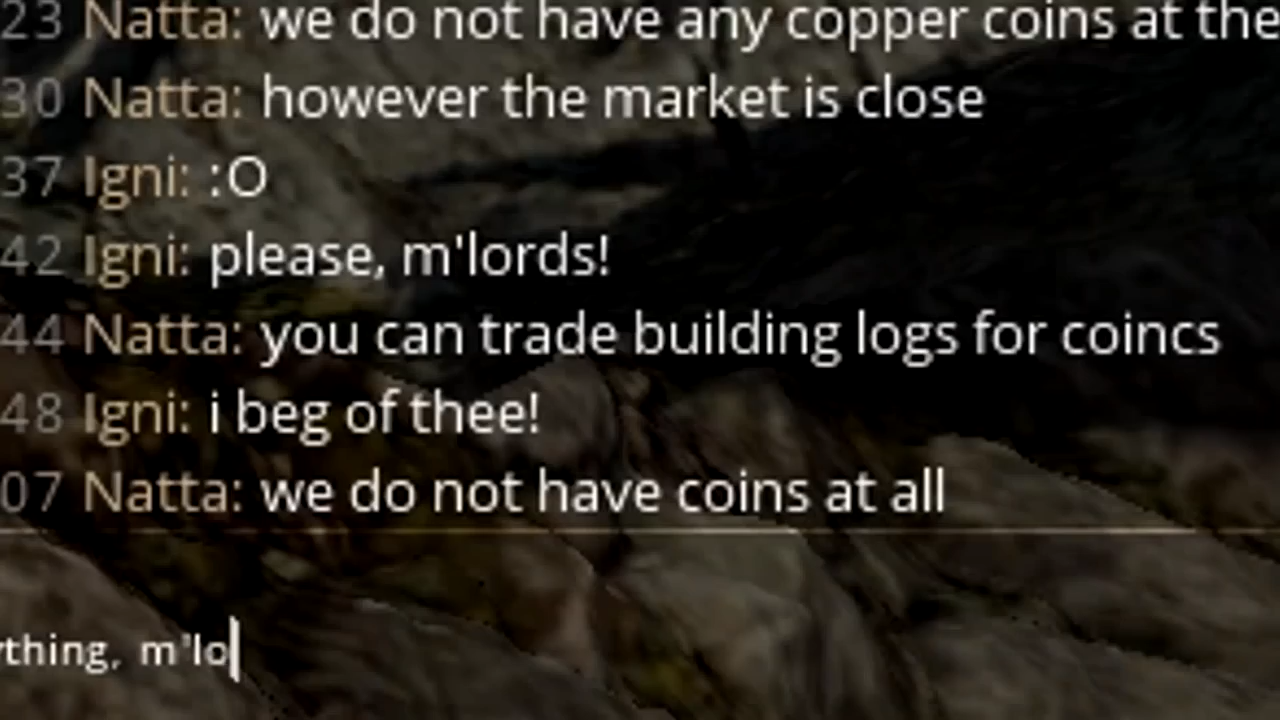 23 Natta: we do not have any copper coins at the
30 Natta: however the market is close
37 Igni: :O
42 Igni: please, m'lords!
44 Natta: you can trade building logs for coincs
48 Igni: i beg of thee!
07 Natta: we do not have coins at all
ything, m'lo